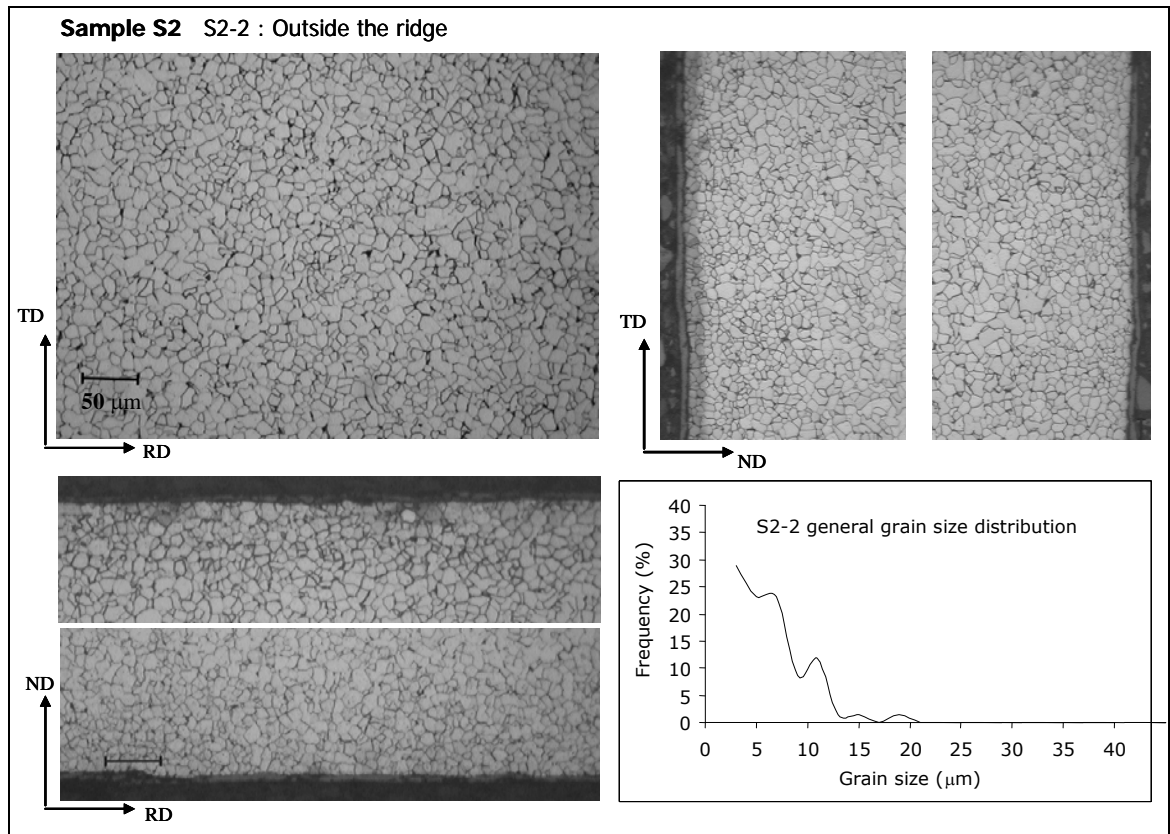 Sample S2 S2-2 : Outside the ridge
TD
50 µm
RD
TD
ND
ND
RD
S2-2 general grain size distribution
Frequency (%)
40
35
30
25
20
15
10
5
0
0 5 10 15 20 25 30 35 40
Grain size (µm)